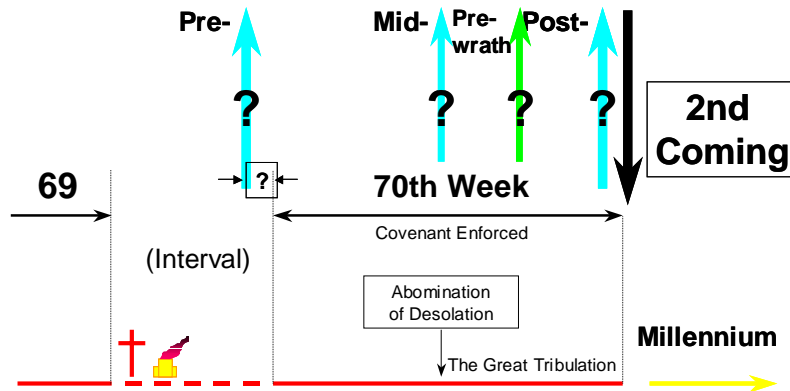 Pre-
Mid-
Pre-
wrath
Post-
?
?
?
?
2nd
Coming
?
69
70th Week
Covenant Enforced
(Interval)
Abomination
of Desolation
Millennium
The Great Tribulation